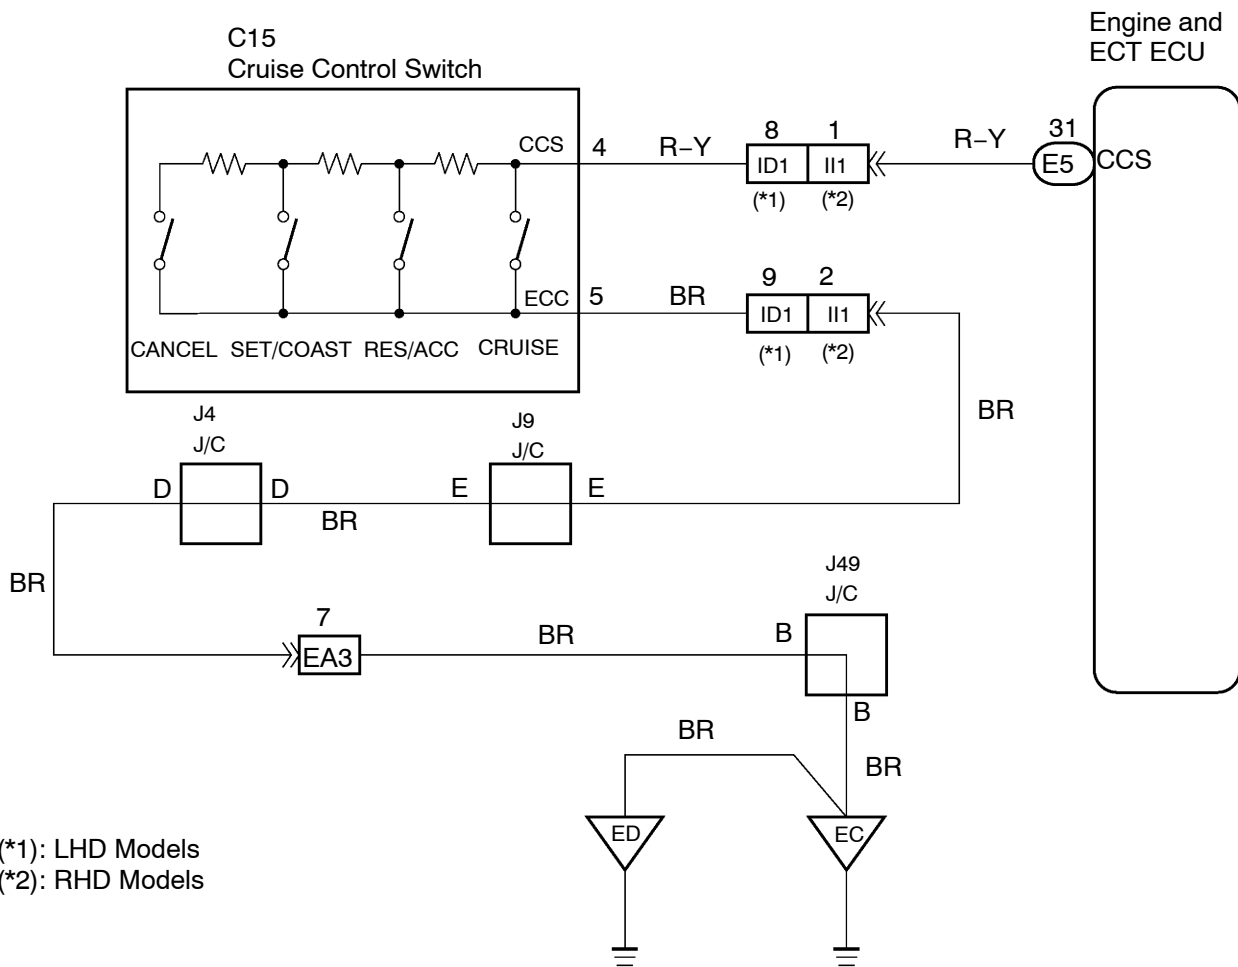 C15
Cruise Control Switch
Engine and
ECT ECU
CCS
4
R–Y
8
1
ID1
II1
(*1)
(*2)
R–Y
31
E5
CCS
ECC
5
BR
9
2
ID1
II1
(*1)
(*2)
CANCEL
SET/COAST
RES/ACC
CRUISE
BR
J4
J/C
J9
J/C
D
D
BR
E
E
BR
7
EA3
BR
J49
J/C
B
B
BR
BR
ED
EC
(*1): LHD Models
(*2): RHD Models